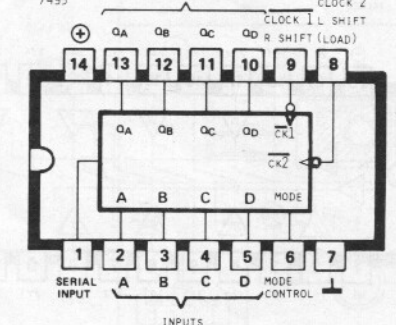 7495
CLOCK 2
CLOCK 1 L SHIFT
QA QB QC QD R SHIFT (LOAD)
14 13 12 11 10 9 8
QA QB QC QD CK1
CK2
A B C D MODE
1 2 3 4 5 6 7
SERIAL INPUT A B C D MODE CONTROL
INPUTS